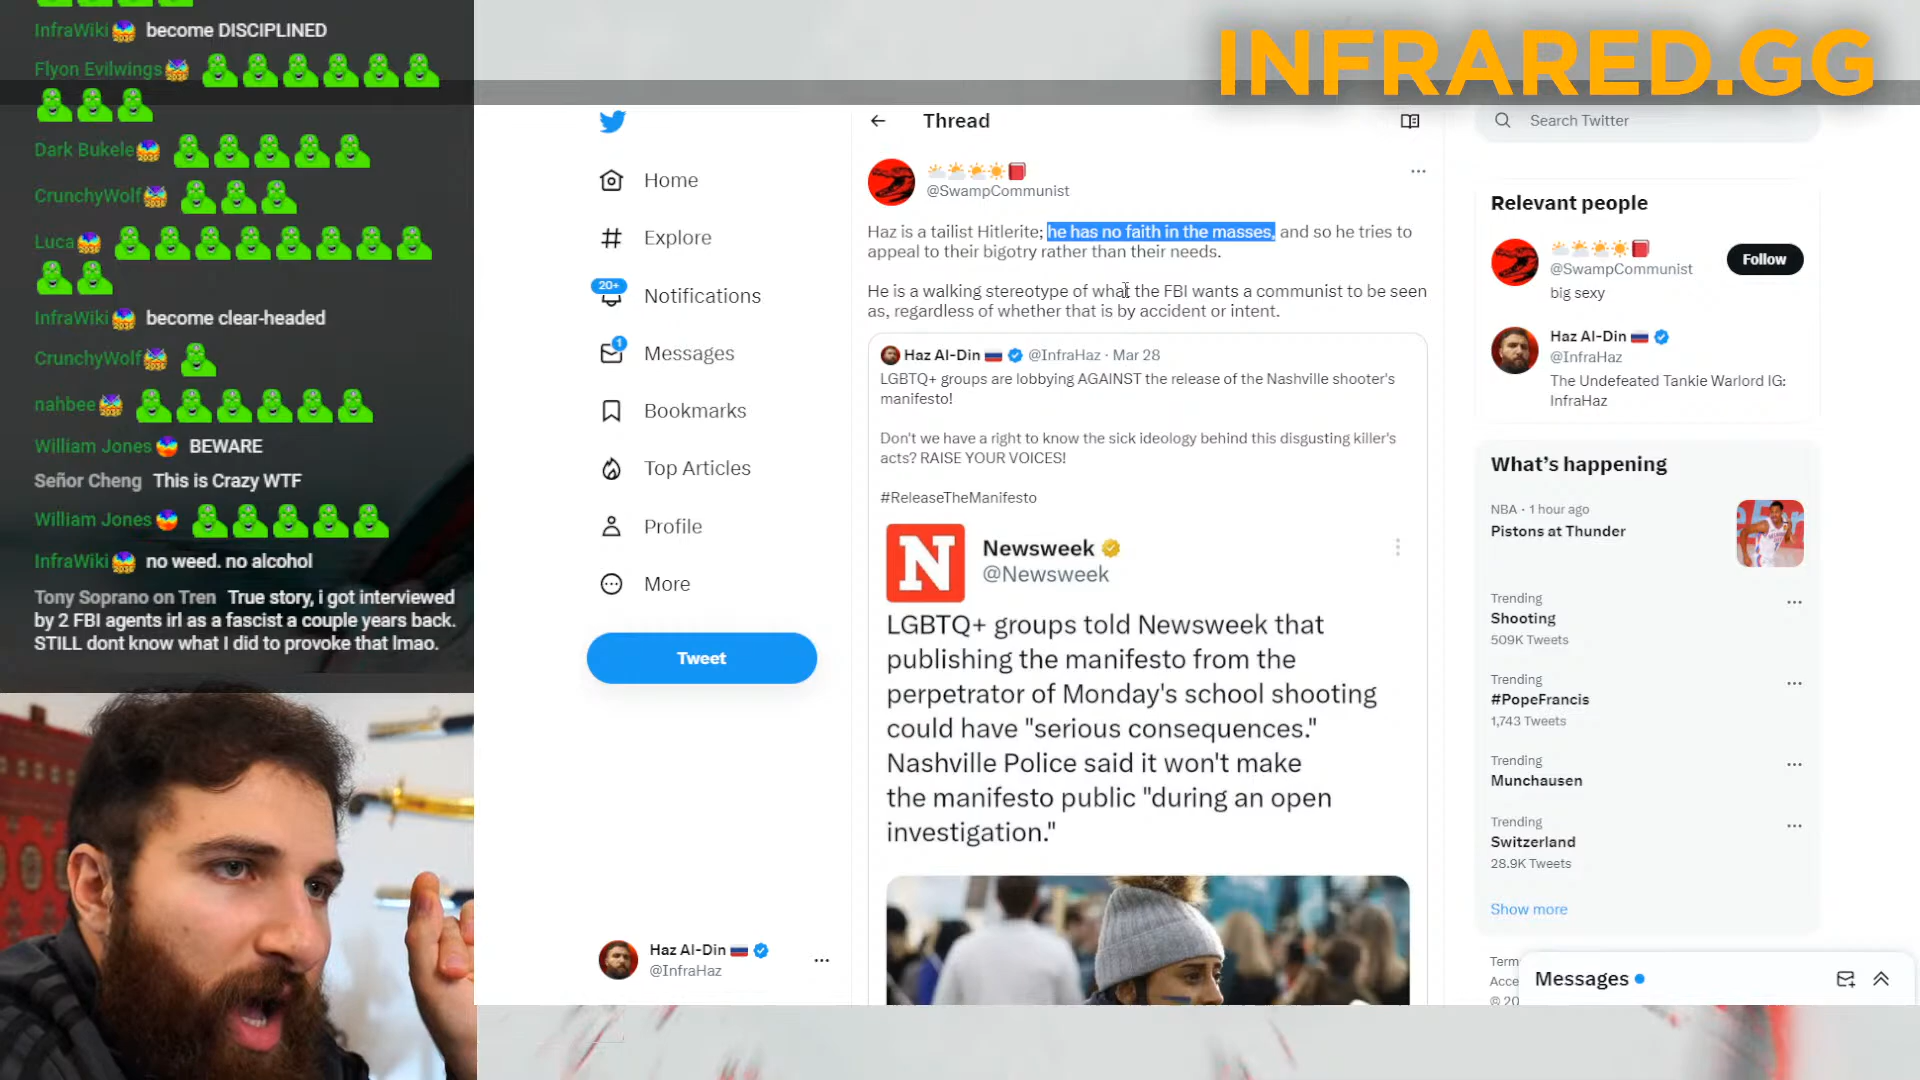 InfraWiki become DISCIPLINED
Flyon Evilwings
Dark Bukele
CrunchyWolf
Luca
InfraWiki become clear-headed
CrunchyWolf
nahbee
William Jones BEWARE
Señor Cheng This is Crazy WTF
William Jones
InfraWiki no weed. no alcohol
Tony Soprano on Tren True story, i got interviewed
by 2 FBI agents irl as a fascist a couple years back.
STILL dont know what I did to provoke that lmao.
INFRARED.GG
Home
Explore
20+
Notifications
1
Messages
Bookmarks
Top Articles
Profile
More
Tweet
Haz Al-Din
@InfraHaz
Thread
@SwampCommunist
Haz is a tailist Hitlerite; he has no faith in the masses, and so he tries to
appeal to their bigotry rather than their needs.
He is a walking stereotype of what the FBI wants a communist to be seen
as, regardless of whether that is by accident or intent.
Haz Al-Din @InfraHaz · Mar 28
LGBTQ+ groups are lobbying AGAINST the release of the Nashville shooter's
manifesto!
Don't we have a right to know the sick ideology behind this disgusting killer's
acts? RAISE YOUR VOICES!
#ReleaseTheManifesto
N
Newsweek
@Newsweek
LGBTQ+ groups told Newsweek that
publishing the manifesto from the
perpetrator of Monday's school shooting
could have "serious consequences."
Nashville Police said it won't make
the manifesto public "during an open
investigation."
Search Twitter
Relevant people
@SwampCommunist
Follow
big sexy
Haz Al-Din
@InfraHaz
The Undefeated Tankie Warlord IG:
InfraHaz
What's happening
NBA · 1 hour ago
Pistons at Thunder
Trending
Shooting
509K Tweets
Trending
#PopeFrancis
1,743 Tweets
Trending
Munchausen
Trending
Switzerland
28.9K Tweets
Show more
Messages